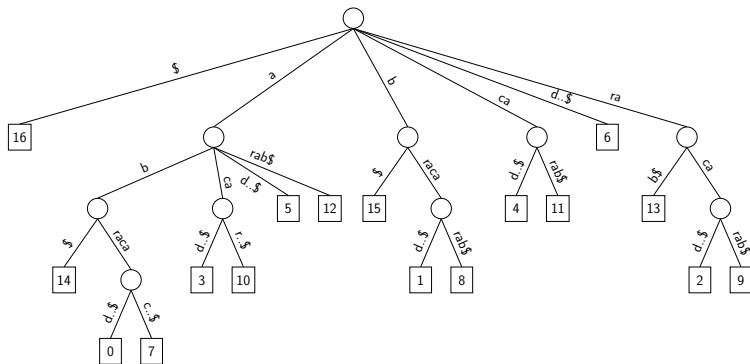 $
a
b
ca
d..$
ra
16
6
b
ca
d..$
rab$
$
raca
d..$
rab$
b$
ca
5
12
15
4
11
13
$
raca
d..$
r..$
d..$
rab$
d..$
rab$
14
3
10
1
8
2
9
d..$
c..$
0
7